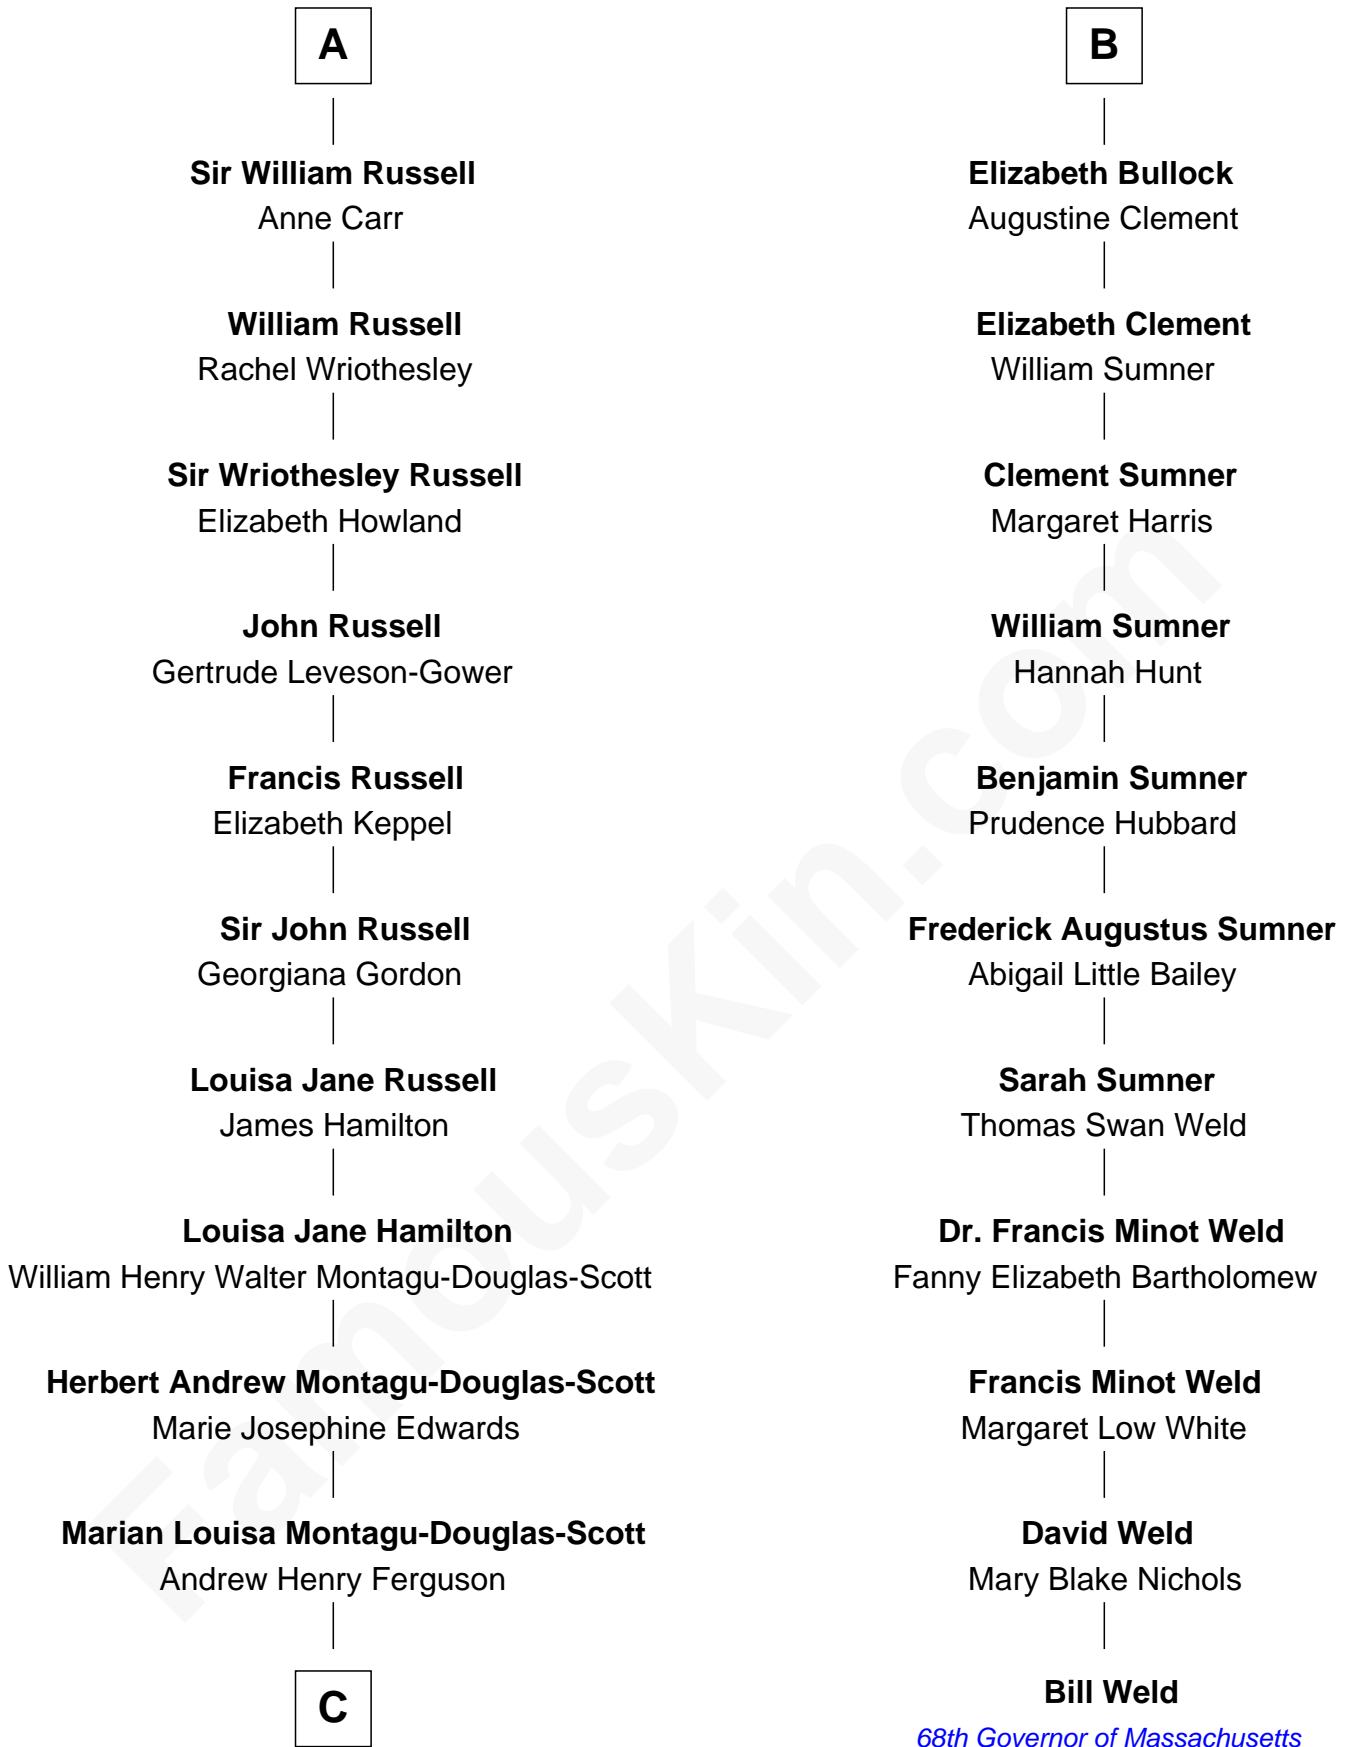 A
Sir William Russell
Anne Carr
William Russell
Rachel Wriothesley
Sir Wriothesley Russell
Elizabeth Howland
John Russell
Gertrude Leveson-Gower
Francis Russell
Elizabeth Keppel
Sir John Russell
Georgiana Gordon
Louisa Jane Russell
James Hamilton
Louisa Jane Hamilton
William Henry Walter Montagu-Douglas-Scott
Herbert Andrew Montagu-Douglas-Scott
Marie Josephine Edwards
Marian Louisa Montagu-Douglas-Scott
Andrew Henry Ferguson
C
B
Elizabeth Bullock
Augustine Clement
Elizabeth Clement
William Sumner
Clement Sumner
Margaret Harris
William Sumner
Hannah Hunt
Benjamin Sumner
Prudence Hubbard
Frederick Augustus Sumner
Abigail Little Bailey
Sarah Sumner
Thomas Swan Weld
Dr. Francis Minot Weld
Fanny Elizabeth Bartholomew
Francis Minot Weld
Margaret Low White
David Weld
Mary Blake Nichols
Bill Weld
68th Governor of Massachusetts
FamousKin.com